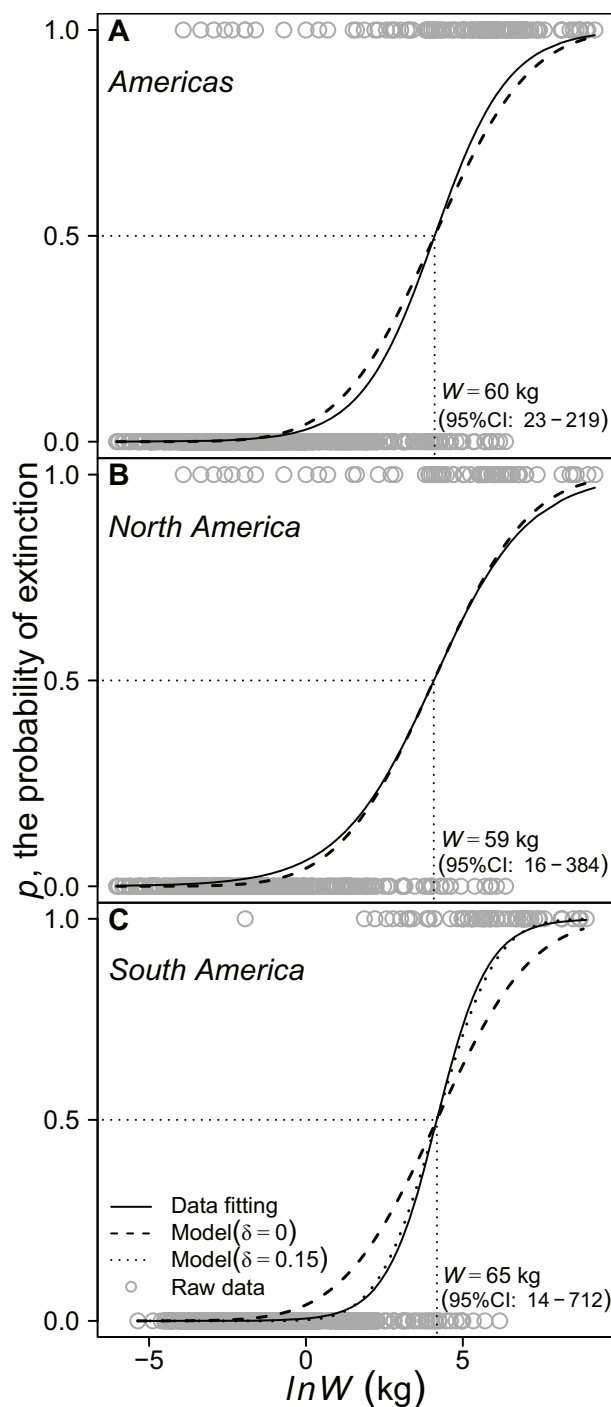 p, the probability of extinction
A
Americas
1.0
0.5
0.0
W = 60 kg
(95%CI: 23 – 219)
B
North America
1.0
0.5
0.0
W = 59 kg
(95%CI: 16 – 384)
C
South America
1.0
0.5
0.0
Data fitting
Model(δ = 0)
Model(δ = 0.15)
Raw data
W = 65 kg
(95%CI: 14 – 712)
−5 0 5
lnW (kg)